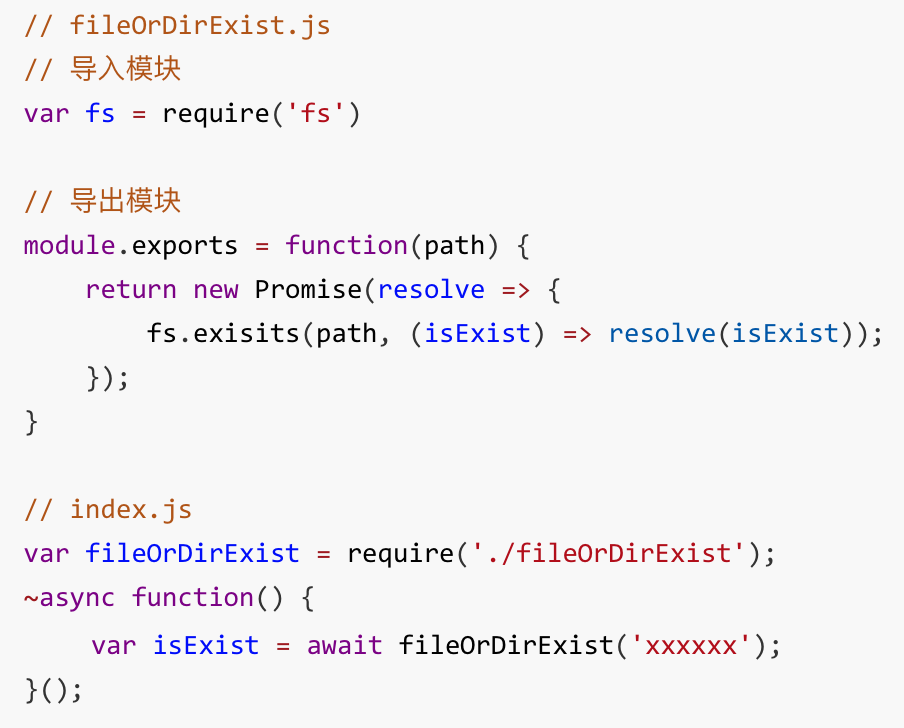 // fileOrDirExist.js
// 导入模块
var fs = require('fs')
// 导出模块
module.exports = function(path) {
    return new Promise(resolve => {
        fs.exisits(path, (isExist) => resolve(isExist));
    });
}
// index.js
var fileOrDirExist = require('./fileOrDirExist');
~async function() {
    var isExist = await fileOrDirExist('xxxxxx');
}();